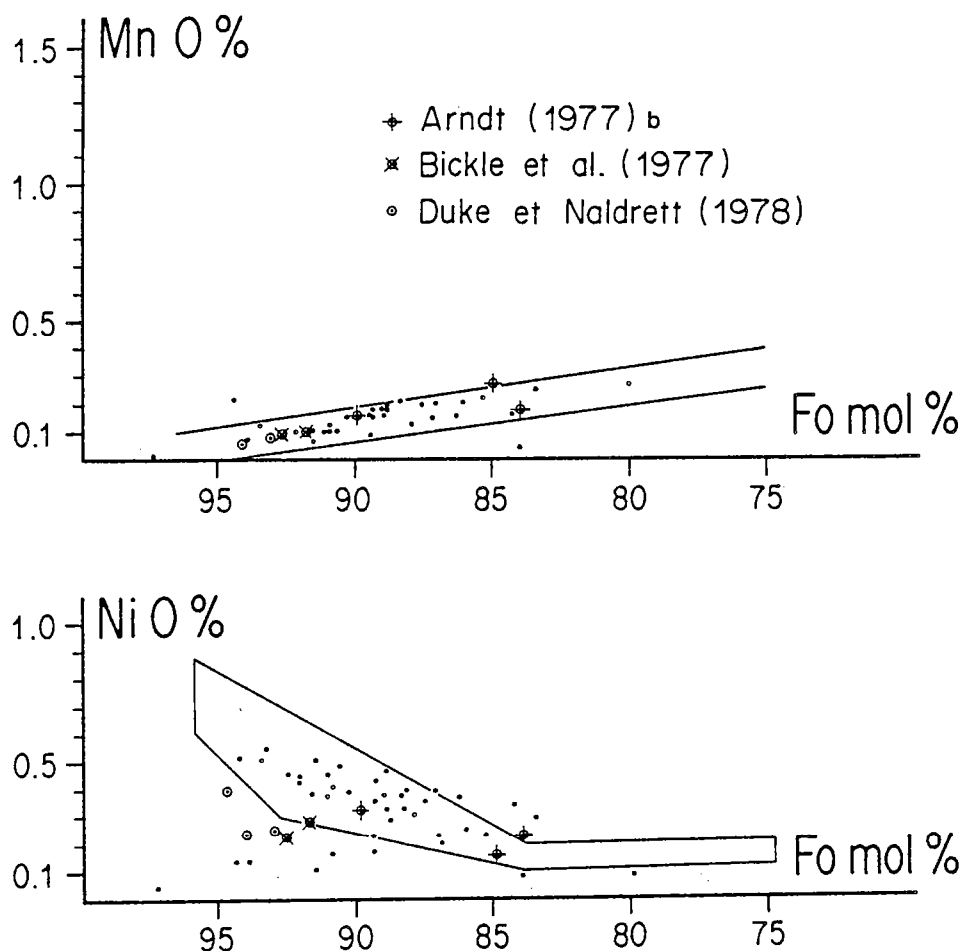 Mn O %
1.5
Arndt (1977) b
Bickle et al. (1977)
1.0
Duke et Naldrett (1978)
0.5
Fo mol %
0.1
95 90 85 80 75
Ni O %
1.0
0.5
Fo mol %
0.1
95 90 85 80 75